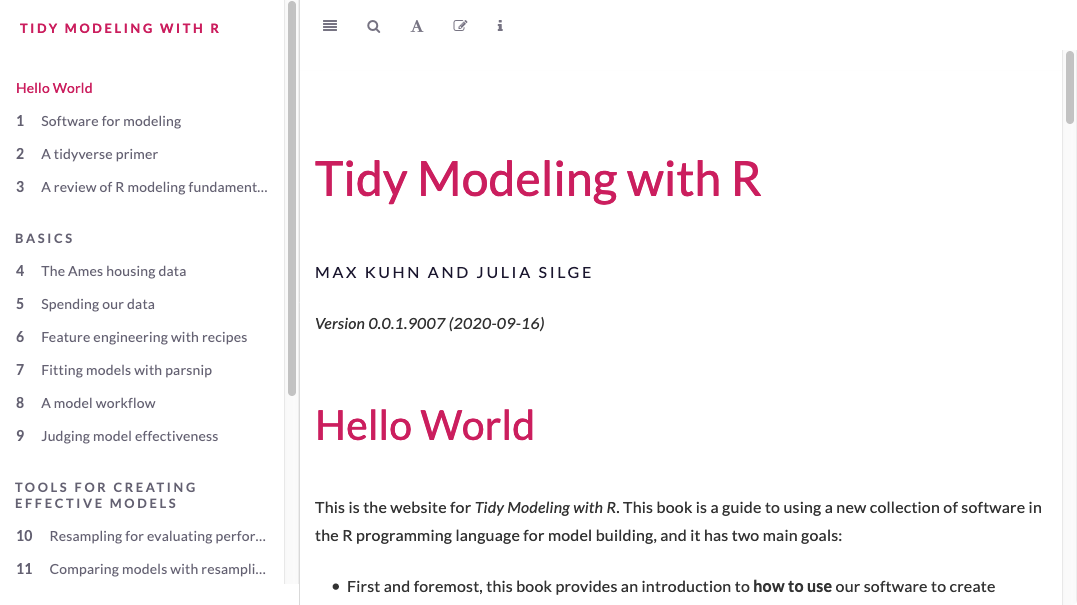 TIDY MODELING WITH R
Hello World
1 Software for modeling
2 A tidyverse primer
3 A review of R modeling fundament...
BASICS
4 The Ames housing data
5 Spending our data
6 Feature engineering with recipes
7 Fitting models with parsnip
8 A model workflow
9 Judging model effectiveness
TOOLS FOR CREATING
EFFECTIVE MODELS
10 Resampling for evaluating perfor...
11 Comparing models with resampli...
Tidy Modeling with R
MAX KUHN AND JULIA SILGE
Version 0.0.1.9007 (2020-09-16)
Hello World
This is the website for Tidy Modeling with R. This book is a guide to using a new collection of software in
the R programming language for model building, and it has two main goals:
• First and foremost, this book provides an introduction to how to use our software to create